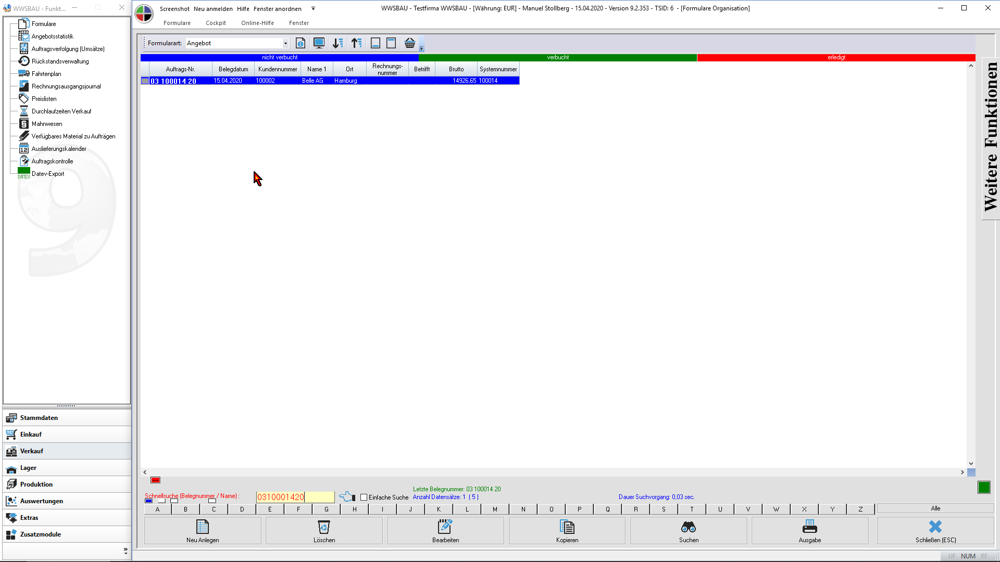 WWSBAU - Funkt...
Screenshot Neu anmelden Hilfe Fenster anordnen
WWSBAU - Testfirma WWSBAU - [Währung: EUR] - Manuel Stollberg - 15.04.2020 - Version 9.2.353 - TSID: 6 - [Formulare Organisation]
Formulare Cockpit Online-Hilfe Fenster
Formulare
Angebotsstatistik
Auftragsverfolgung (Umsätze)
Rückstandsverwaltung
Fahrtenplan
Rechnungsausgangsjournal
Preislisten
Durchlaufzeiten Verkauf
Mahnwesen
Verfügbares Material zu Aufträgen
12
Auslieferungskalender
Auftragskontrolle
DATEV
Datev-Export
9
Stammdaten
Einkauf
Verkauf
Lager
Produktion
Auswertungen
Extras
Zusatzmodule
Formularart: Angebot
nicht verbucht verbucht erledigt
Auftrags-Nr. Belegdatum Kundennummer Name 1 Ort Rechnungs-nummer Betrifft Brutto Systemnummer
03 100014 20 15.04.2020 100002 Belle AG Hamburg 14926,65 100014
Weitere Funktionen
Letzte Belegnummer: 03 100014 20
Schnellsuche (Belegnummer / Name) : 0310001420 Einfache Suche Anzahl Datensätze: 1 ( 5 ) Dauer Suchvorgang: 0,03 sec.
A B C D E F G H I J K L M N O P Q R S T U V W X Y Z Alle
Neu Anlegen Löschen Bearbeiten Kopieren Suchen Ausgabe Schließen (ESC)
UF NUM RF